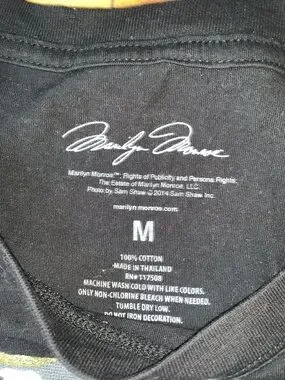 Marilyn Monroe
Marilyn Monroe™; Rights of Publicity and Persona Rights:
The Estate of Marilyn Monroe, LLC.
Photo by Sam Shaw © 2014 Sam Shaw Inc.
marilynmonroe.com
M
100% COTTON
MADE IN THAILAND
RN# 117508
MACHINE WASH COLD WITH LIKE COLORS.
ONLY NON-CHLORINE BLEACH WHEN NEEDED.
TUMBLE DRY LOW.
DO NOT IRON DECORATION.